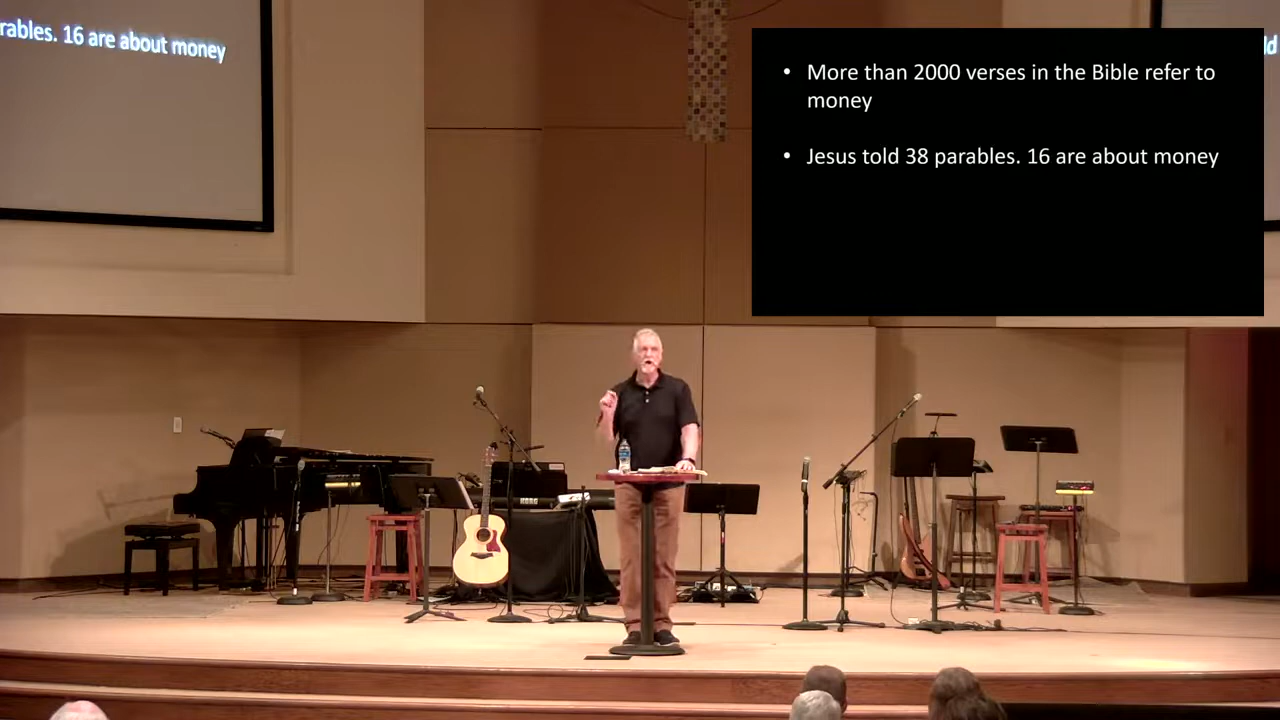 rables. 16 are about money
• More than 2000 verses in the Bible refer to
money
• Jesus told 38 parables. 16 are about money
KORG